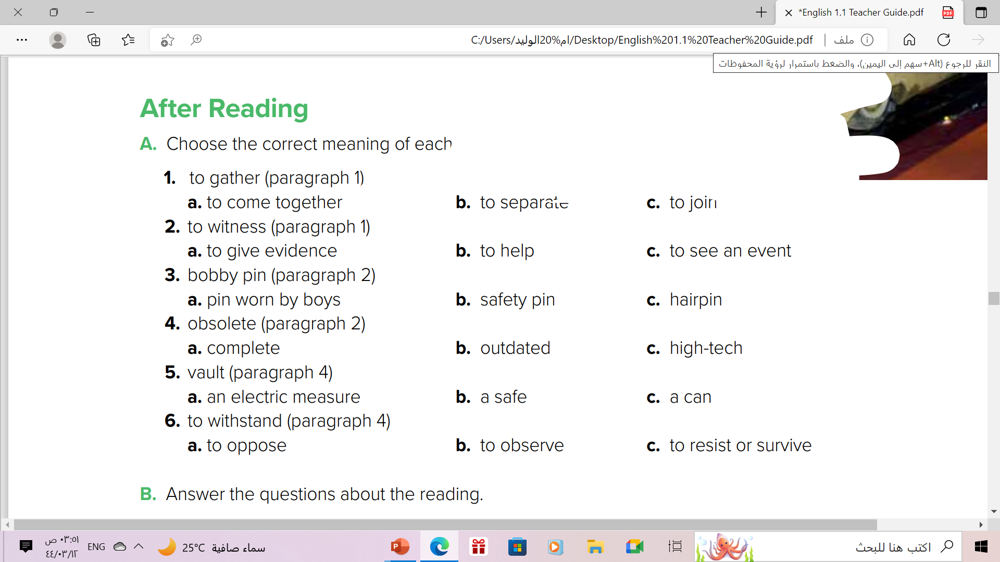 *English 1.1 Teacher Guide.pdf
PDF
C:/Users/ام%20الوليد/Desktop/English%201.1%20Teacher%20Guide.pdf
ملف
النقر للرجوع (Alt+سهم إلى اليمين)، والضغط باستمرار لرؤية المحفوظات
After Reading
A. Choose the correct meaning of each
1. to gather (paragraph 1)
a. to come together b. to separate c. to join
2. to witness (paragraph 1)
a. to give evidence b. to help c. to see an event
3. bobby pin (paragraph 2)
a. pin worn by boys b. safety pin c. hairpin
4. obsolete (paragraph 2)
a. complete b. outdated c. high-tech
5. vault (paragraph 4)
a. an electric measure b. a safe c. a can
6. to withstand (paragraph 4)
a. to oppose b. to observe c. to resist or survive
B. Answer the questions about the reading.
٠٣:٥١ ص
٤٤/٠٣/١٢
ENG
25°C سماء صافية
P
اكتب هنا للبحث